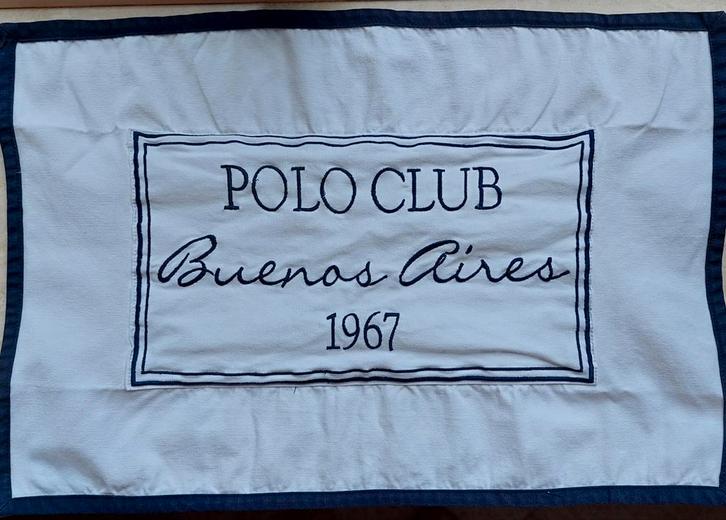 POLO CLUB
Buenos Aires
1967